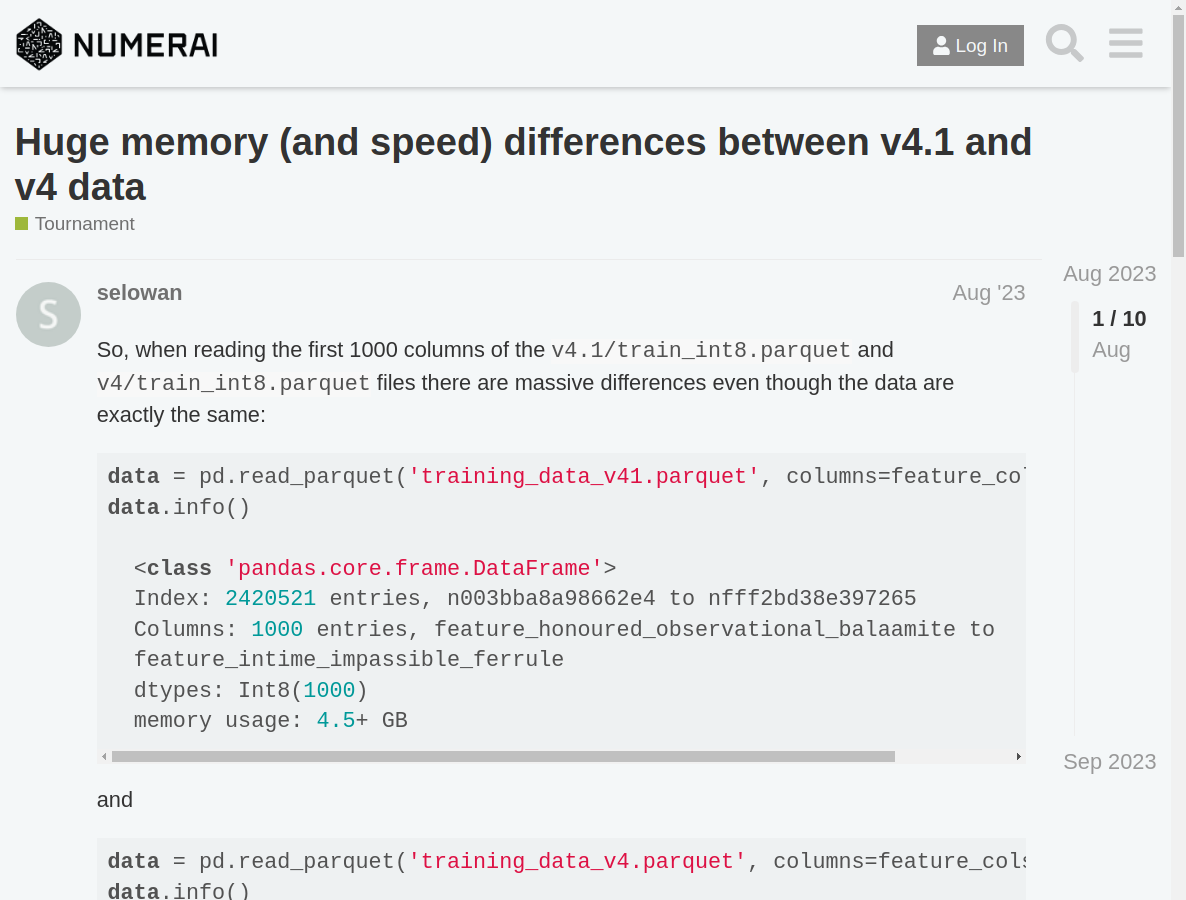 NUMERAI
Log In
Huge memory (and speed) differences between v4.1 and
v4 data
Tournament
selowan
Aug '23
So, when reading the first 1000 columns of the v4.1/train_int8.parquet and
v4/train_int8.parquet files there are massive differences even though the data are
exactly the same:
data = pd.read_parquet('training_data_v41.parquet', columns=feature_col
data.info()
<class 'pandas.core.frame.DataFrame'>
Index: 2420521 entries, n003bba8a98662e4 to nfff2bd38e397265
Columns: 1000 entries, feature_honoured_observational_balaamite to
feature_intime_impassible_ferrule
dtypes: Int8(1000)
memory usage: 4.5+ GB
and
data = pd.read_parquet('training_data_v4.parquet', columns=feature_cols
data.info()
Aug 2023
1 / 10
Aug
Sep 2023